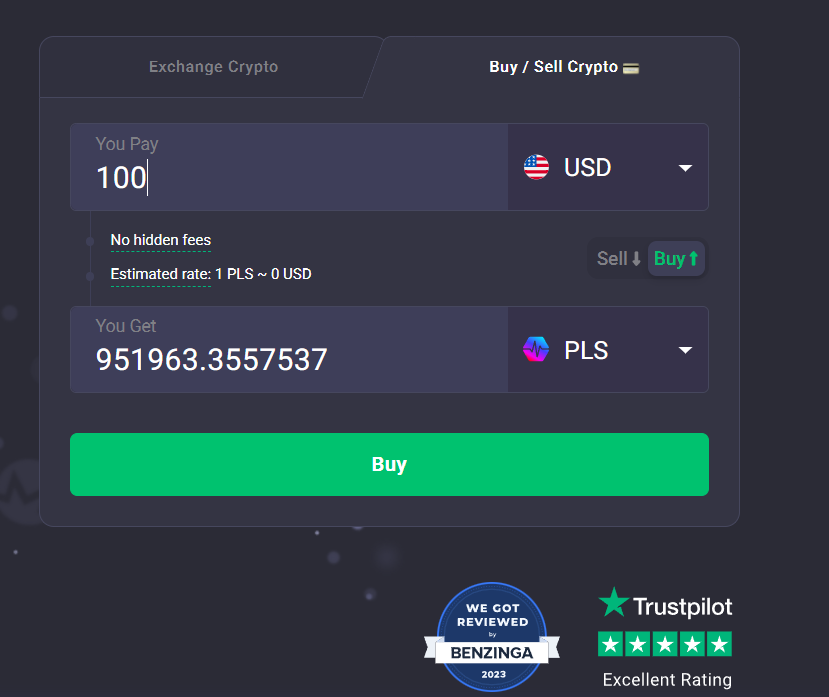 Exchange Crypto
Buy / Sell Crypto
You Pay
100
USD
No hidden fees
Estimated rate: 1 PLS ~ 0 USD
Sell
Buy
You Get
951963.3557537
PLS
Buy
WE GOT
REVIEWED
by
BENZINGA
2023
Trustpilot
Excellent Rating